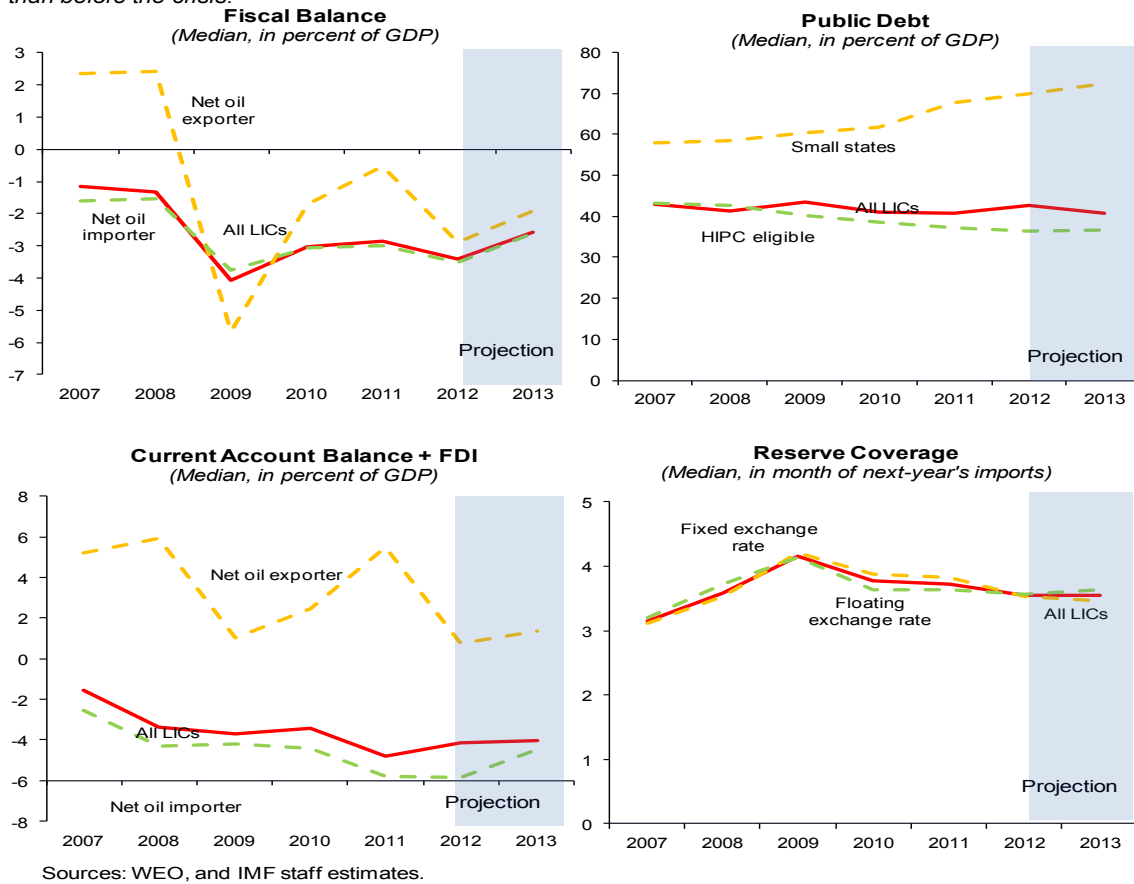 than before the crisis.
Fiscal Balance
(Median, in percent of GDP)
3
2
1
0
-1
-2
-3
-4
-5
-6
-7
Net oil
exporter
Net oil
importer
All LICs
Projection
2007 2008 2009 2010 2011 2012 2013
Public Debt
(Median, in percent of GDP)
80
70
60
50
40
30
20
10
0
Small states
All LICs
HIPC eligible
Projection
2007 2008 2009 2010 2011 2012 2013
Current Account Balance + FDI
(Median, in percent of GDP)
8
6
4
2
0
-2
-4
-6
-8
Net oil exporter
All LICs
Net oil importer
Projection
2007 2008 2009 2010 2011 2012 2013
Reserve Coverage
(Median, in month of next-year's imports)
5
4
3
2
1
0
Fixed exchange
rate
Floating
exchange rate
All LICs
Projection
2007 2008 2009 2010 2011 2012 2013
Sources: WEO, and IMF staff estimates.